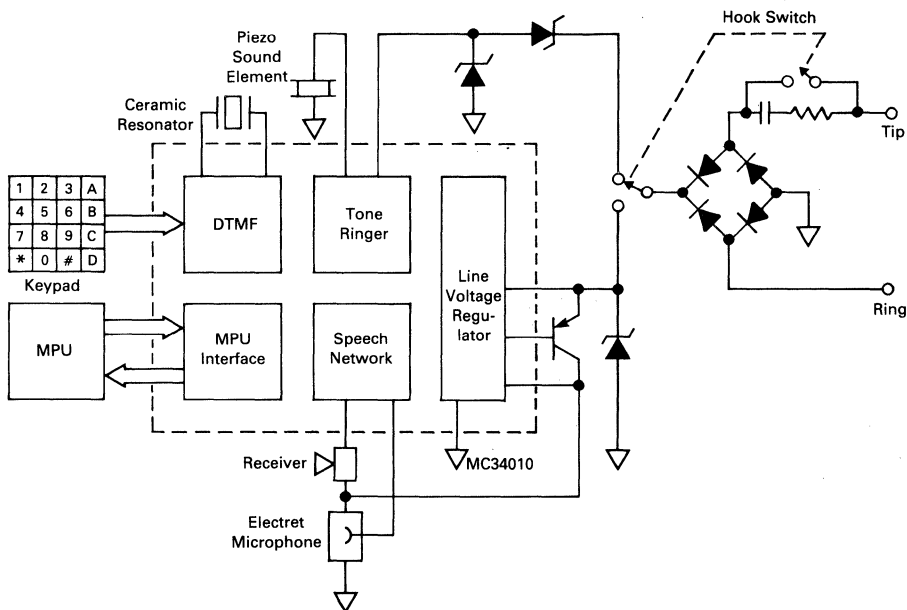 Hook Switch
Piezo
Sound
Element
Ceramic
Resonator
Tip
1 2 3 A
4 5 6 B
7 8 9 C
* 0 # D
Keypad
DTMF
Tone
Ringer
Line
Voltage
Regu-
lator
Ring
MPU
MPU
Interface
Speech
Network
MC34010
Receiver
Electret
Microphone